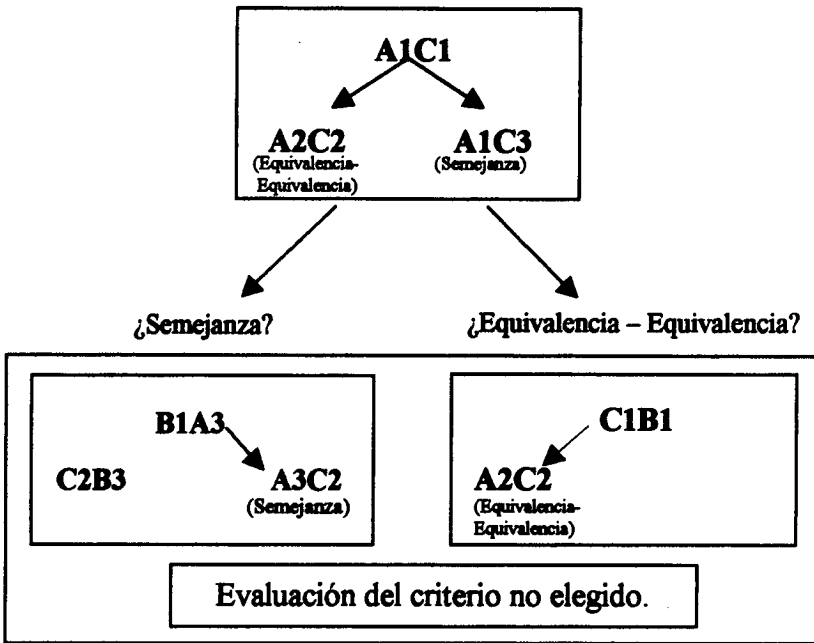 A1C1
A2C2
(Equivalencia-
Equivalencia)
A1C3
(Semejanza)
¿Semejanza?
¿Equivalencia – Equivalencia?
B1A3
C2B3
A3C2
(Semejanza)
C1B1
A2C2
(Equivalencia-
Equivalencia)
Evaluación del criterio no elegido.